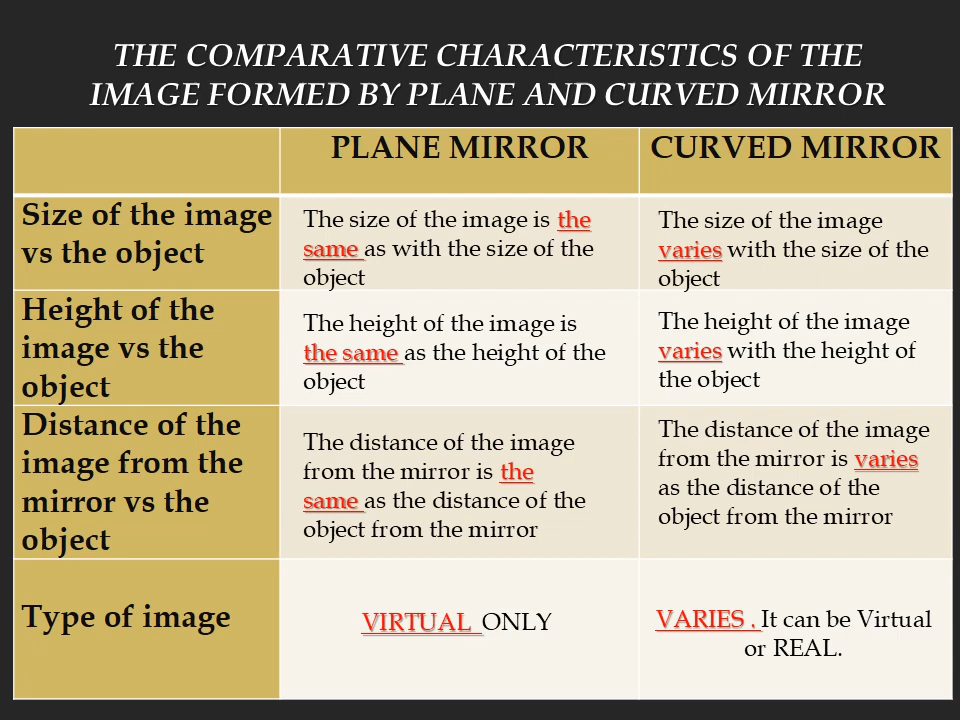 THE COMPARATIVE CHARACTERISTICS OF THE
IMAGE FORMED BY PLANE AND CURVED MIRROR
PLANE MIRROR
CURVED MIRROR
Size of the image
vs the object
The size of the image is the
same as with the size of the
object
The size of the image
varies with the size of the
object
Height of the
image vs the
object
The height of the image is
the same as the height of the
object
The height of the image
varies with the height of
the object
Distance of the
image from the
mirror vs the
object
The distance of the image
from the mirror is the
same as the distance of the
object from the mirror
The distance of the image
from the mirror is varies
as the distance of the
object from the mirror
Type of image
VIRTUAL ONLY
VARIES . It can be Virtual
or REAL.